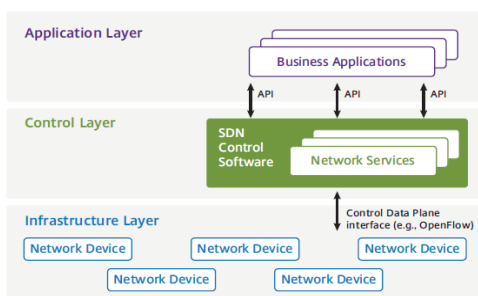 Application Layer
Business Applications
API
API
API
Control Layer
SDN
Control
Software
Network Services
Control Data Plane
interface (e.g., OpenFlow)
Infrastructure Layer
Network Device
Network Device
Network Device
Network Device
Network Device